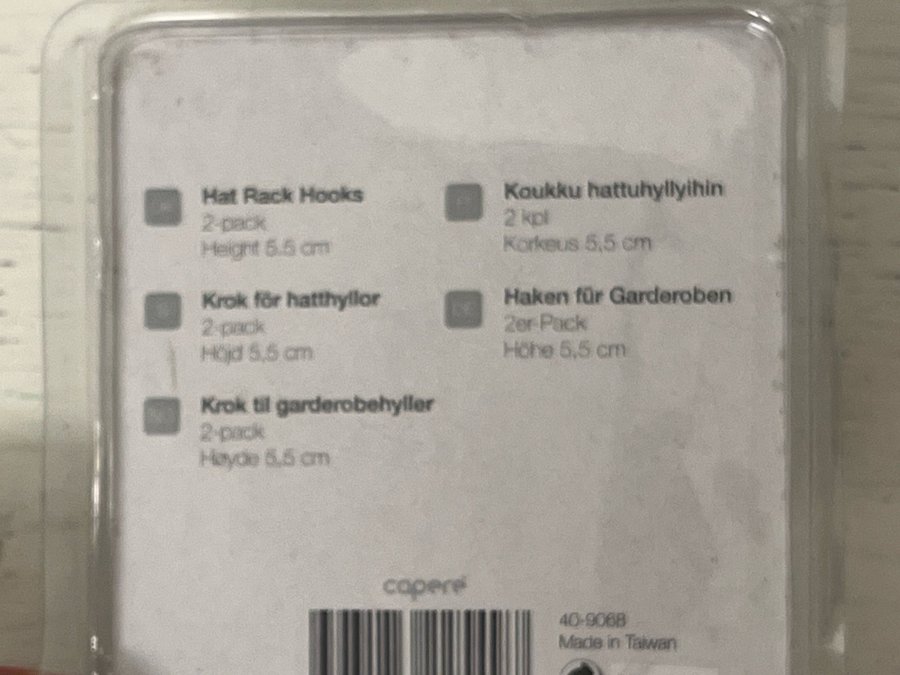 Hat Rack Hooks
2-pack
Height 5.5 cm
Krok för hatthyllor
2-pack
Höjd 5,5 cm
Krok til garderobehyller
2-pack
Høyde 5,5 cm
Koukku hattuhyllyihin
2 kpl
Korkeus 5,5 cm
Haken für Garderoben
2er-Pack
Höhe 5,5 cm
capere
40-9068
Made in Taiwan